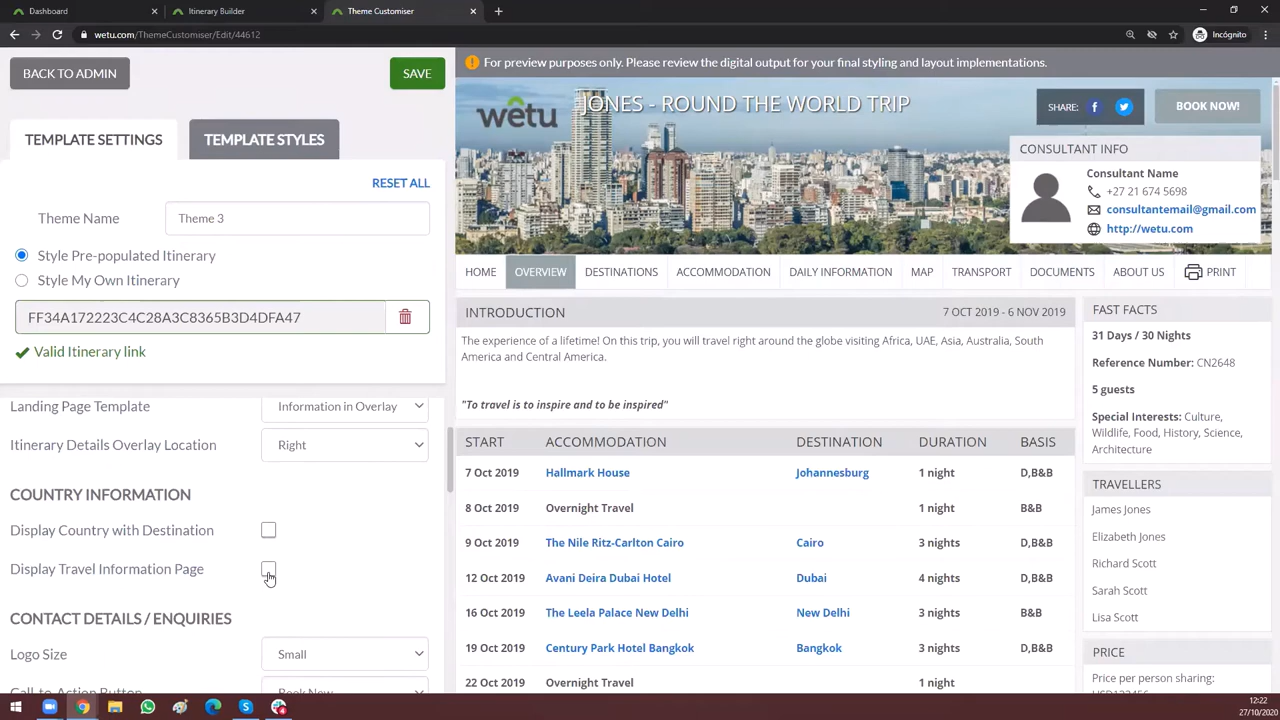 Dashboard
Itinerary Builder
Theme Customiser
wetu.com/ThemeCustomiser/Edit/44612
Incógnito
BACK TO ADMIN
SAVE
For preview purposes only. Please review the digital output for your final styling and layout implementations.
TEMPLATE SETTINGS
TEMPLATE STYLES
RESET ALL
Theme Name
Theme 3
Style Pre-populated Itinerary
Style My Own Itinerary
FF34A172223C4C28A3C8365B3D4DFA47
Valid Itinerary link
Landing Page Template
Information in Overlay
Itinerary Details Overlay Location
Right
COUNTRY INFORMATION
Display Country with Destination
Display Travel Information Page
CONTACT DETAILS / ENQUIRIES
Logo Size
Small
Call-to-Action Button
Book Now
wetu
JONES - ROUND THE WORLD TRIP
SHARE:
BOOK NOW!
CONSULTANT INFO
Consultant Name
+27 21 674 5698
consultantemail@gmail.com
http://wetu.com
HOME OVERVIEW DESTINATIONS ACCOMMODATION DAILY INFORMATION MAP TRANSPORT DOCUMENTS ABOUT US PRINT
INTRODUCTION 7 OCT 2019 - 6 NOV 2019
The experience of a lifetime! On this trip, you will travel right around the globe visiting Africa, UAE, Asia, Australia, South
America and Central America.
"To travel is to inspire and to be inspired"
START ACCOMMODATION DESTINATION DURATION BASIS
7 Oct 2019 Hallmark House Johannesburg 1 night D,B&B
8 Oct 2019 Overnight Travel 1 night B&B
9 Oct 2019 The Nile Ritz-Carlton Cairo Cairo 3 nights D,B&B
12 Oct 2019 Avani Deira Dubai Hotel Dubai 4 nights D,B&B
16 Oct 2019 The Leela Palace New Delhi New Delhi 3 nights B&B
19 Oct 2019 Century Park Hotel Bangkok Bangkok 3 nights D,B&B
22 Oct 2019 Overnight Travel 1 night
FAST FACTS
31 Days / 30 Nights
Reference Number: CN2648
5 guests
Special Interests: Culture,
Wildlife, Food, History, Science,
Architecture
TRAVELLERS
James Jones
Elizabeth Jones
Richard Scott
Sarah Scott
Lisa Scott
PRICE
Price per person sharing:
USD123456
12:22
27/10/2020